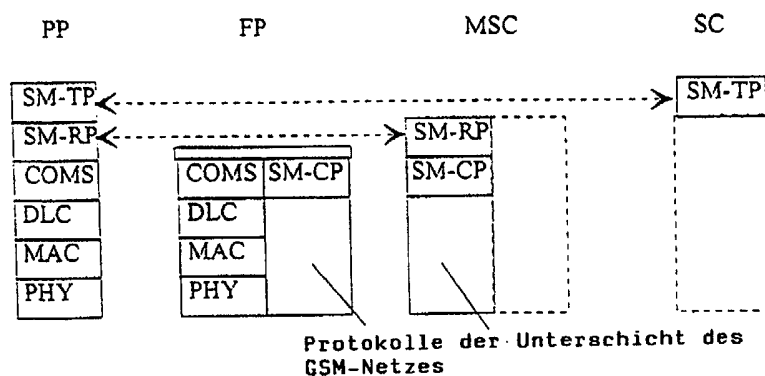 PP FP MSC SC
SM-TP SM-TP
SM-RP SM-RP
COMS COMS SM-CP SM-CP
DLC DLC
MAC MAC
PHY PHY
Protokolle der Unterschicht des
GSM-Netzes